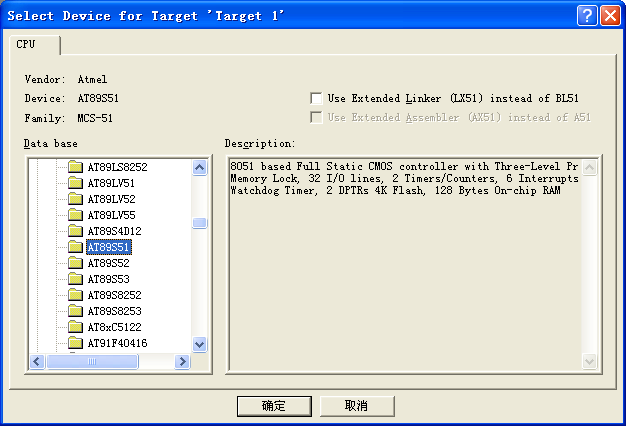 Select Device for Target 'Target 1'
CPU
Vendor: Atmel
Device: AT89S51
Family: MCS-51
Use Extended Linker (LX51) instead of BL51
Use Extended Assembler (AX51) instead of A51
Data base
AT89LS8252
AT89LV51
AT89LV52
AT89LV55
AT89S4D12
AT89S51
AT89S52
AT89S53
AT89S8252
AT89S8253
AT8xC5122
AT91F40416
Description:
8051 based Full Static CMOS controller with Three-Level Pr
Memory Lock, 32 I/O lines, 2 Timers/Counters, 6 Interrupts
Watchdog Timer, 2 DPTRs 4K Flash, 128 Bytes On-chip RAM
确定
取消